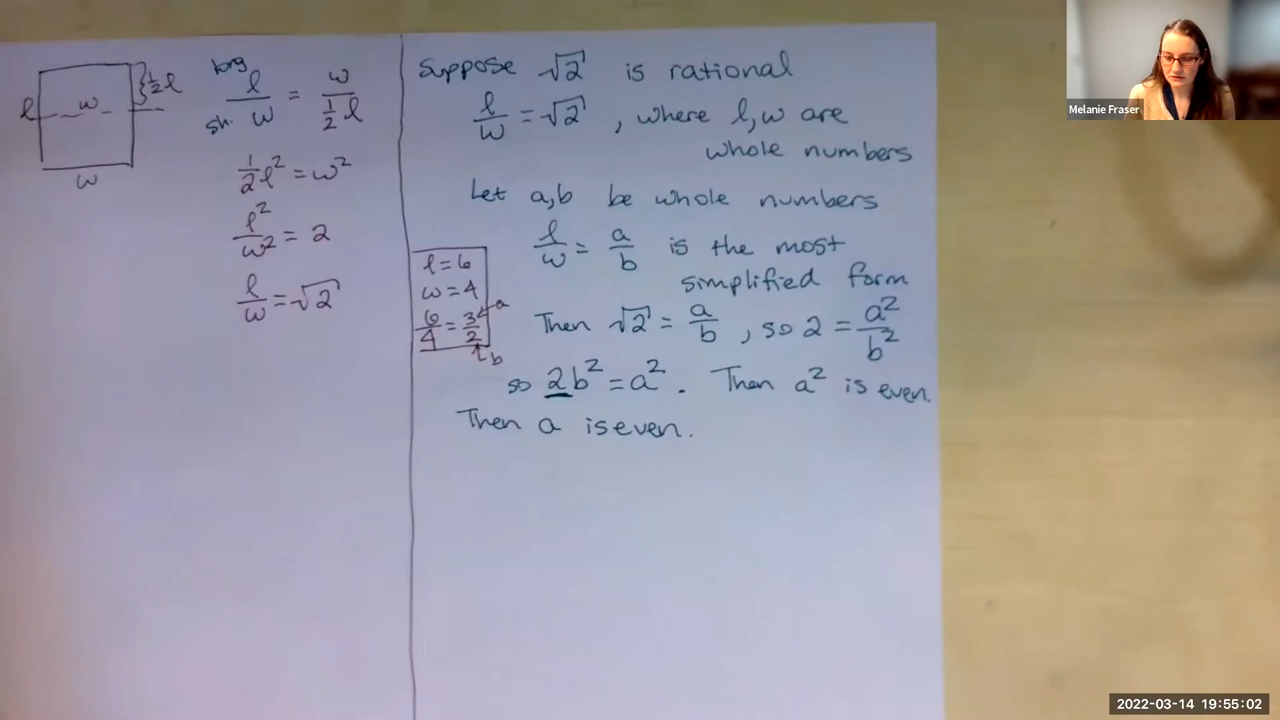 l
w
w
}½l
long
l/w = w/½l
sh.
½l² = w²
l²/w² = 2
l/w = √2
Suppose √2 is rational
l/w = √2 , where l,w are
whole numbers
Let a,b be whole numbers
l/w = a/b is the most
simplified form
l=6
w=4
6/4 = 3/2 ← a
↑ b
Then √2 = a/b , so 2 = a²/b²
so 2b² = a². Then a² is even.
Then a is even.
Melanie Fraser
2022-03-14 19:55:02